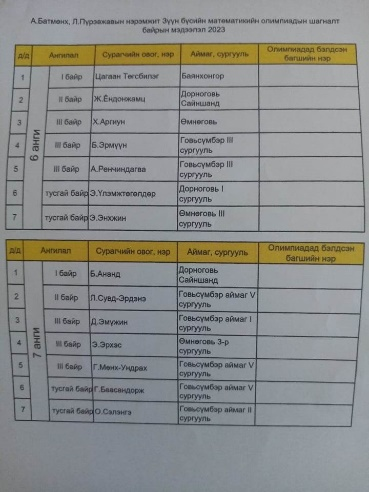 А.Батмөнх, Л.Пүрэвжавын нэрэмжит Зүүн бүсийн математикийн олимпиадын шагналт
байрын мэдээлэл 2023
д/д Ангилал Сурагчийн овог, нэр Аймаг, сургууль Олимпиадад бэлдсэн багшийн нэр
6 анги
1 I байр Цагаан Төгсбилэг Баянхонгор
2 II байр Ж.Ёндонжамц Дорноговь Сайншанд
3 III байр Х.Аргиун Өмнөговь
4 III байр Б.Эрмүүн Говьсүмбэр III сургууль
5 III байр А.Ренчиндагва Говьсүмбэр III сургууль
6 тусгай байр Э.Үлэмжтөгөлдөр Дорноговь I сургууль
7 тусгай байр Э.Энхжин Өмнөговь III сургууль
д/д Ангилал Сурагчийн овог, нэр Аймаг, сургууль Олимпиадад бэлдсэн багшийн нэр
7 анги
1 I байр Б.Ананд Дорноговь Сайншанд
2 II байр Л.Сувд-Эрдэнэ Говьсүмбэр аймаг V сургууль
3 III байр Д.Эмүжин Говьсүмбэр аймаг I сургууль
4 III байр Э.Эрхэс Өмнөговь 3-р сургууль
5 III байр Г.Мөнх-Ундрах Говьсүмбэр аймаг V сургууль
6 тусгай байр Г.Баасандорж Говьсүмбэр аймаг V сургууль
7 тусгай байр О.Сэлэнгэ Говьсүмбэр аймаг II сургууль